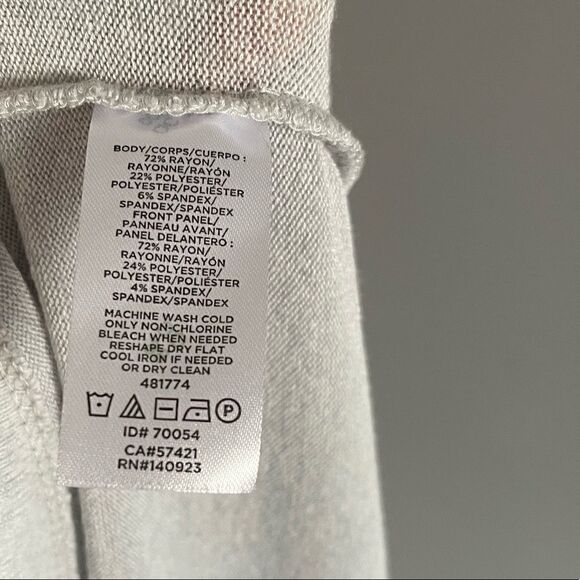 BODY/CORPS/CUERPO :
72% RAYON/
RAYONNE/RAYÓN
22% POLYESTER/
POLYESTER/POLIÉSTER
6% SPANDEX/
SPANDEX/SPANDEX
FRONT PANEL/
PANNEAU AVANT/
PANEL DELANTERO :
72% RAYON/
RAYONNE/RAYÓN
24% POLYESTER/
POLYESTER/POLIÉSTER
4% SPANDEX/
SPANDEX/SPANDEX
MACHINE WASH COLD
ONLY NON-CHLORINE
BLEACH WHEN NEEDED
RESHAPE DRY FLAT
COOL IRON IF NEEDED
OR DRY CLEAN
481774
P
ID# 70054
CA#57421
RN#140923